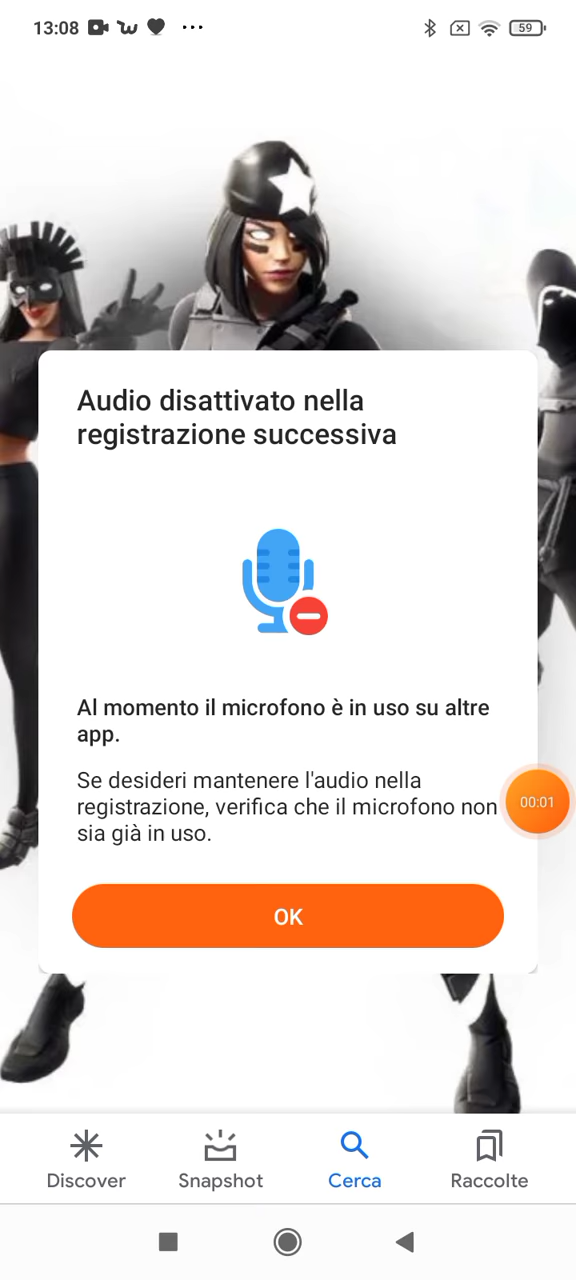 13:08
59
Audio disattivato nella
registrazione successiva
Al momento il microfono è in uso su altre
app.
Se desideri mantenere l'audio nella
registrazione, verifica che il microfono non
sia già in uso.
00:01
OK
Discover
Snapshot
Cerca
Raccolte